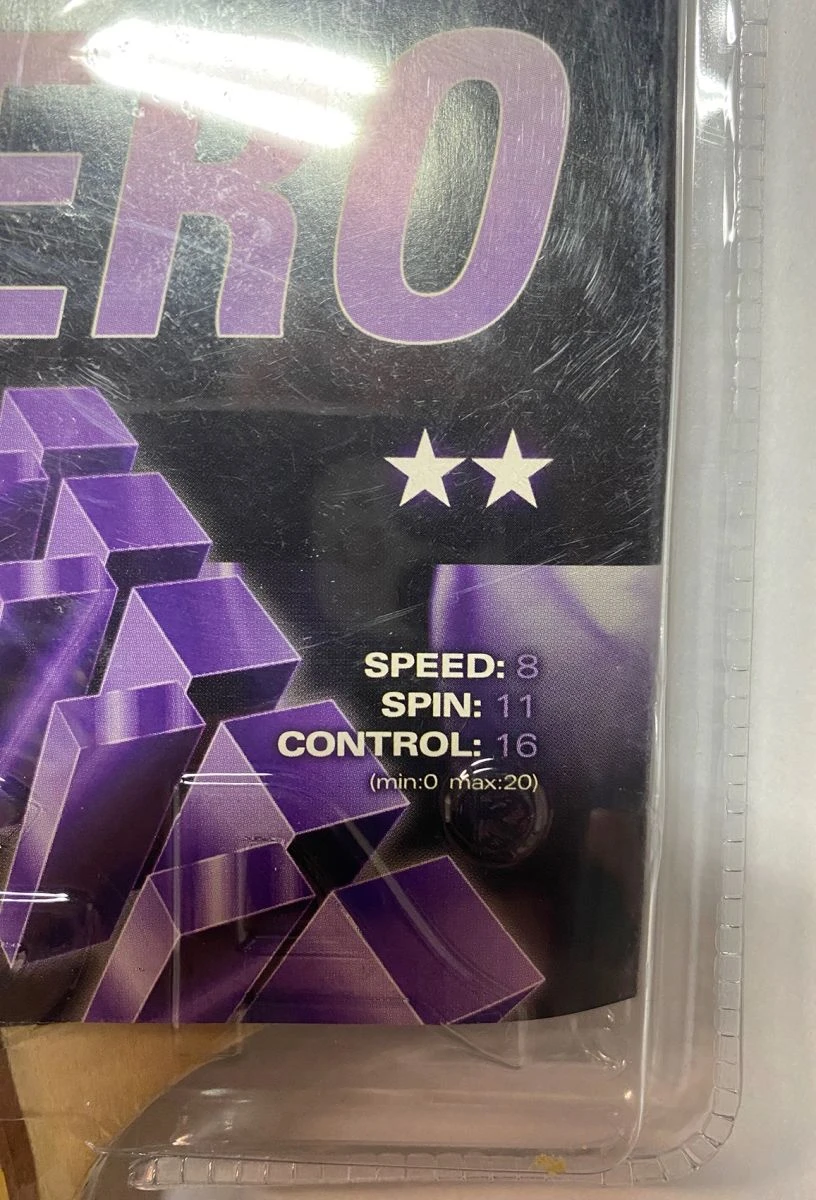 ERO
SPEED: 8
SPIN: 11
CONTROL: 16
(min:0 max:20)